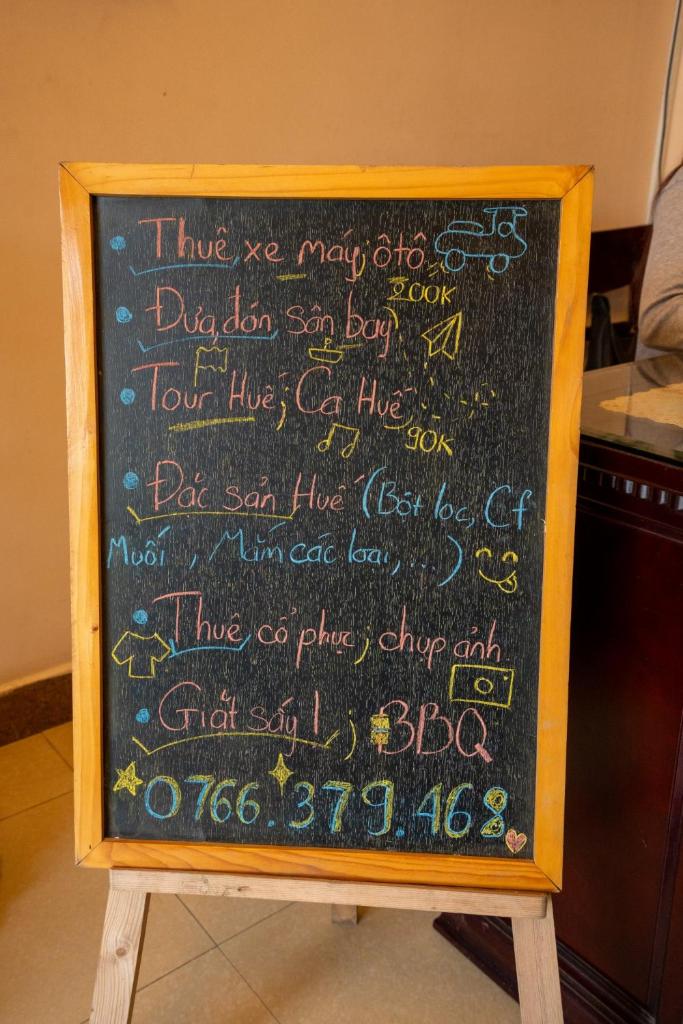 Thuê xe máy; ôtô
200K
Đưa, đón sân bay
Tour Huế; Ca Huế
90K
Đặc sản Huế (Bột lọc, Cf
Muối, Mắm các loại, ...)
Thuê cổ phục; chụp ảnh
Giặt sấy; BBQ
0766.379.468